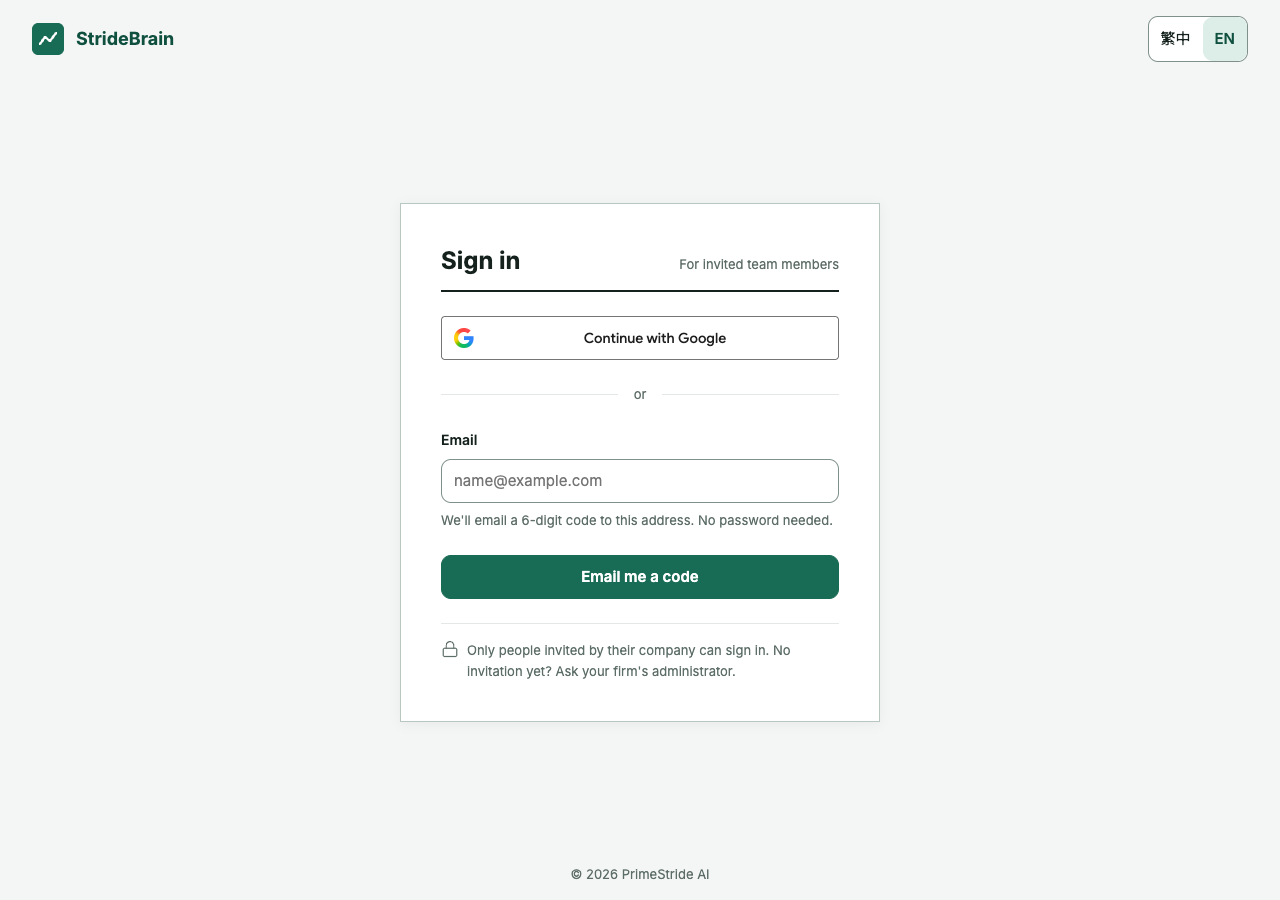 StrideBrain
繁中
EN
Sign in
For invited team members
Continue with Google
or
Email
name@example.com
We'll email a 6-digit code to this address. No password needed.
Email me a code
Only people invited by their company can sign in. No
invitation yet? Ask your firm's administrator.
© 2026 PrimeStride AI